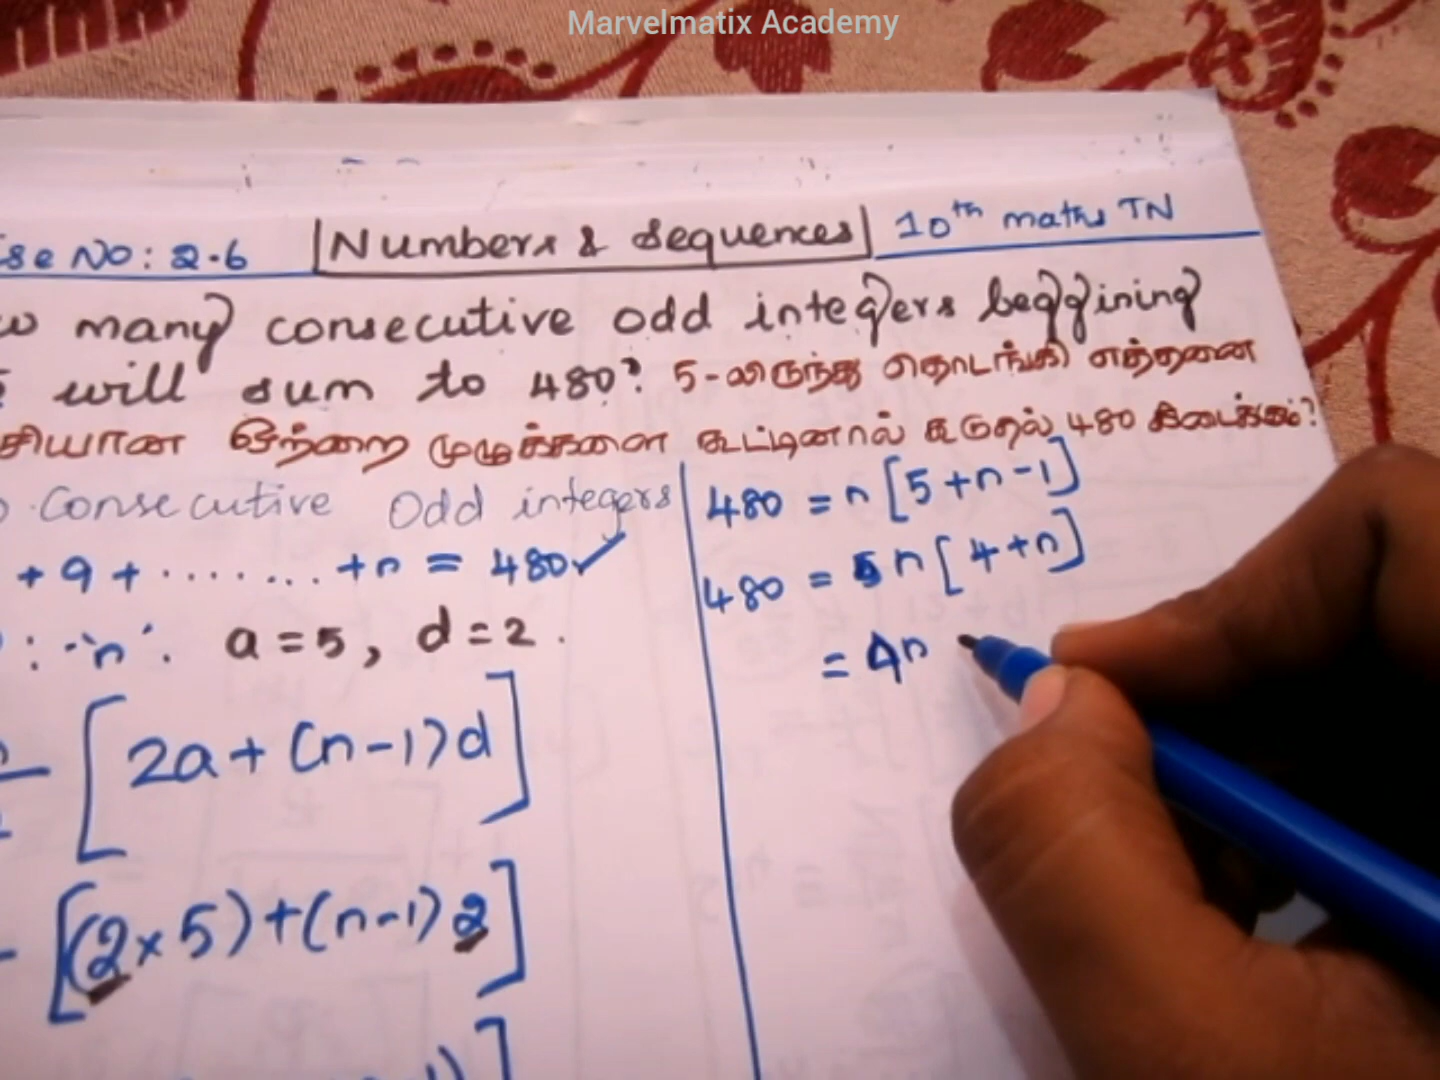 Marvelmatix Academy
se No: 2.6 Numbers & Sequences 10th maths TN
w many consecutive odd integers beggining
will sum to 480? 5-லிருந்து தொடங்கி எத்தனை
சியான ஒற்றை முழுக்களை கூட்டினால் கூடுதல் 480 கிடைக்கும்?
Consecutive Odd integers
+ 9 + ........ + n = 480✓
: 'n'. a = 5, d = 2.
[2a + (n-1)d]
[(2×5)+(n-1)2]
480 = n[5+n-1]
480 = n[4+n]
= 4n